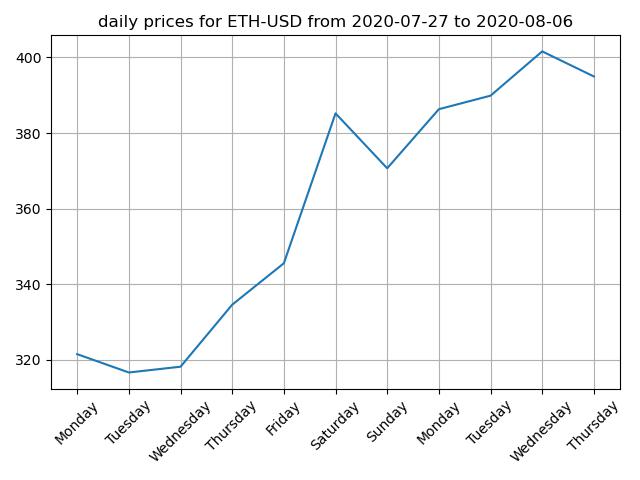 daily prices for ETH-USD from 2020-07-27 to 2020-08-06
400
380
360
340
320
Monday
Tuesday
Wednesday
Thursday
Friday
Saturday
Sunday
Monday
Tuesday
Wednesday
Thursday